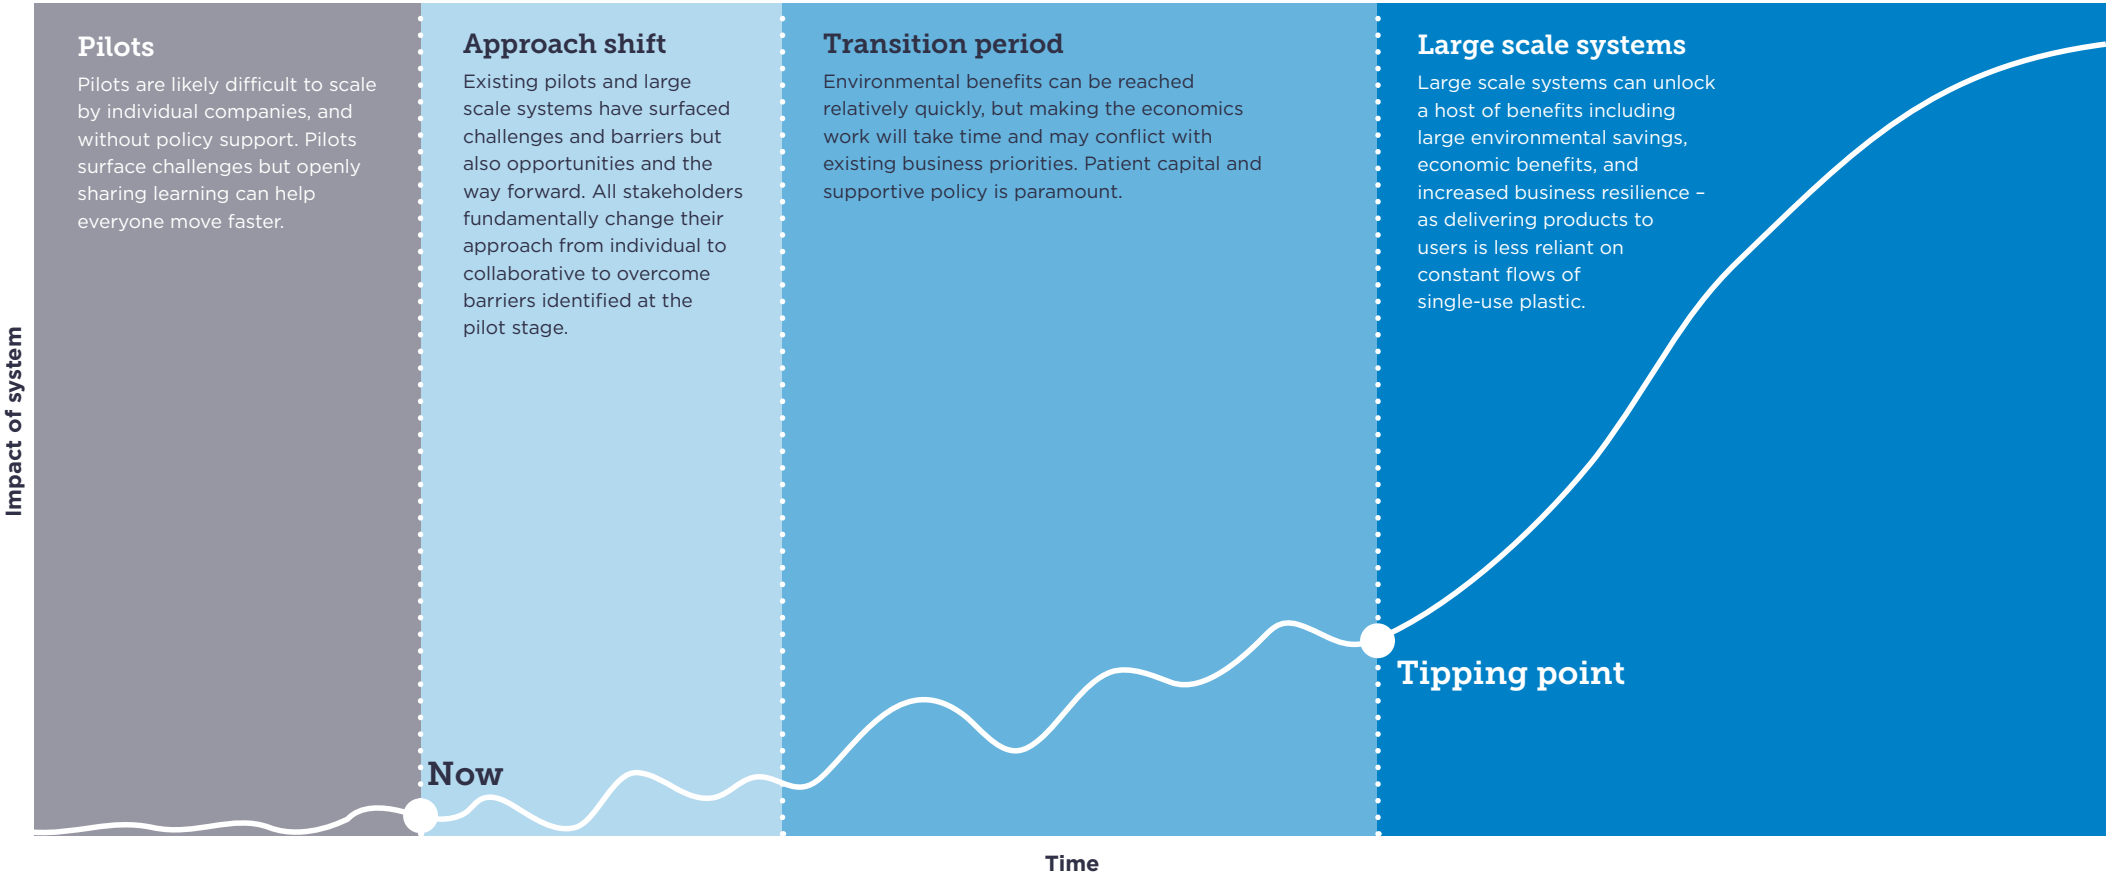 Pilots
Pilots are likely difficult to scale
by individual companies, and
without policy support. Pilots
surface challenges but openly
sharing learning can help
everyone move faster.
Approach shift
Existing pilots and large
scale systems have surfaced
challenges and barriers but
also opportunities and the
way forward. All stakeholders
fundamentally change their
approach from individual to
collaborative to overcome
barriers identified at the
pilot stage.
Transition period
Environmental benefits can be reached
relatively quickly, but making the economics
work will take time and may conflict with
existing business priorities. Patient capital and
supportive policy is paramount.
Large scale systems
Large scale systems can unlock
a host of benefits including
large environmental savings,
economic benefits, and
increased business resilience –
as delivering products to
users is less reliant on
constant flows of
single-use plastic.
Impact of system
Now
Tipping point
Time